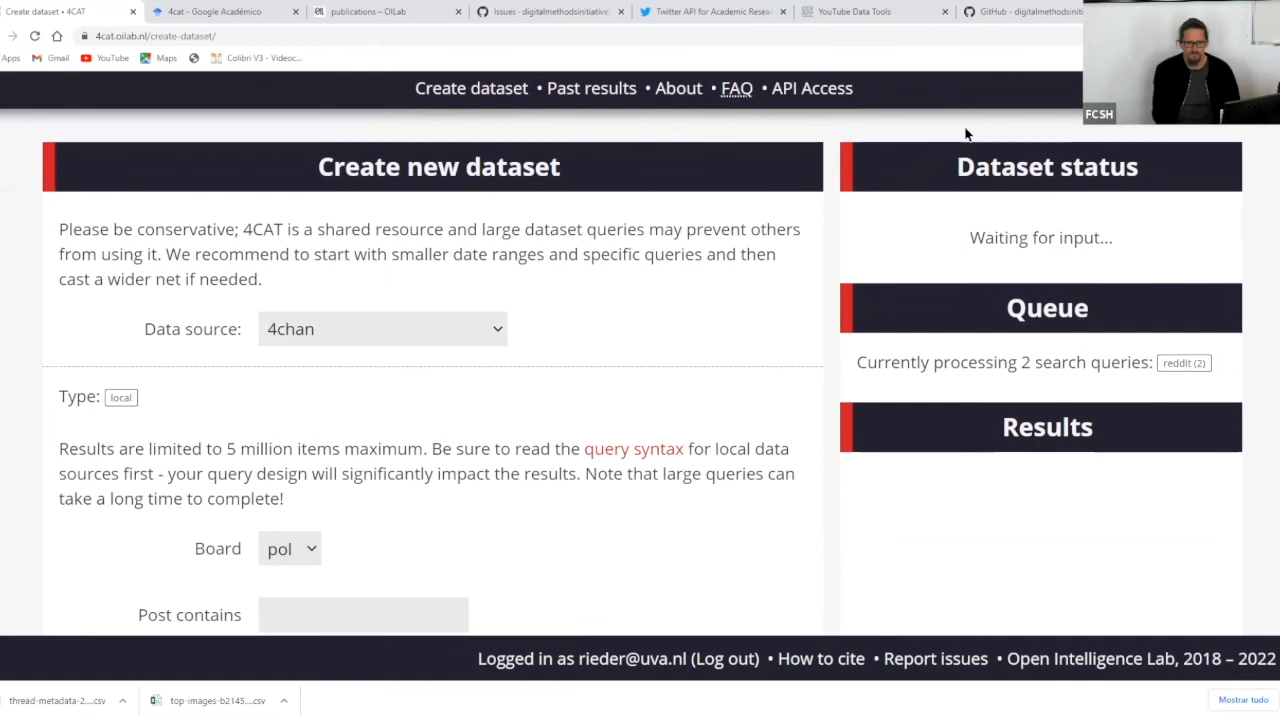 Create dataset • 4CAT
4cat - Google Académico
publications – OILab
Issues · digitalmethodsinitiative/
Twitter API for Academic Resear
YouTube Data Tools
GitHub - digitalmethodsiniti
4cat.oilab.nl/create-dataset/
Apps
Gmail
YouTube
Maps
Colibri V3 - Videoc...
Create dataset • Past results • About • FAQ • API Access
FCSH
Create new dataset
Please be conservative; 4CAT is a shared resource and large dataset queries may prevent others
from using it. We recommend to start with smaller date ranges and specific queries and then
cast a wider net if needed.
Data source: 4chan
Type: local
Results are limited to 5 million items maximum. Be sure to read the query syntax for local data
sources first - your query design will significantly impact the results. Note that large queries can
take a long time to complete!
Board pol
Post contains
Dataset status
Waiting for input...
Queue
Currently processing 2 search queries: reddit (2)
Results
Logged in as rieder@uva.nl (Log out) • How to cite • Report issues • Open Intelligence Lab, 2018 – 2022
thread-metadata-2....csv
top-images-b2145....csv
Mostrar tudo